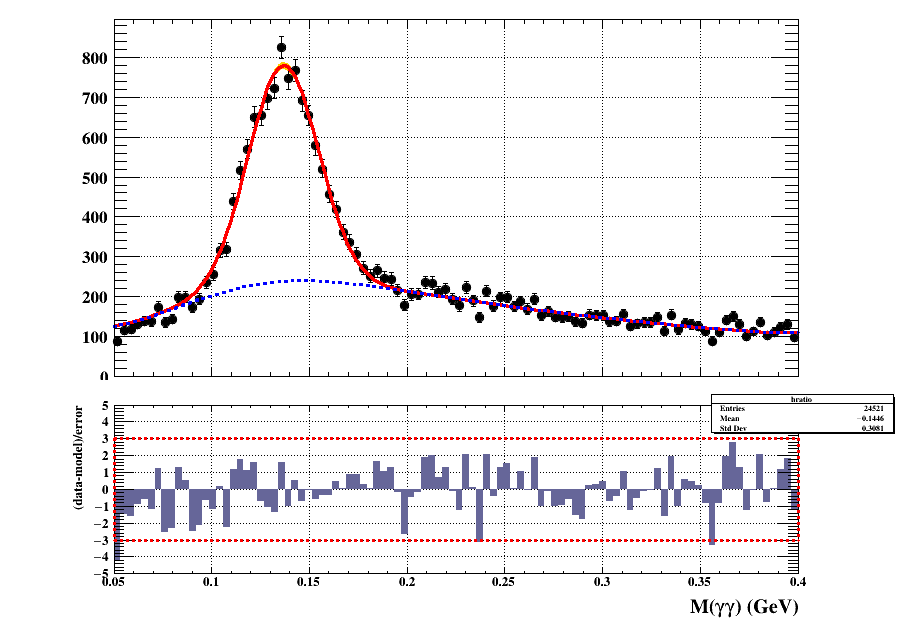 800
700
600
500
400
300
200
100
0
hratio
Entries 24521
Mean −0.1446
Std Dev 0.3081
(data-model)/error
5
4
3
2
1
0
−1
−2
−3
−4
−5
0.05 0.1 0.15 0.2 0.25 0.3 0.35 0.4
M(γγ) (GeV)